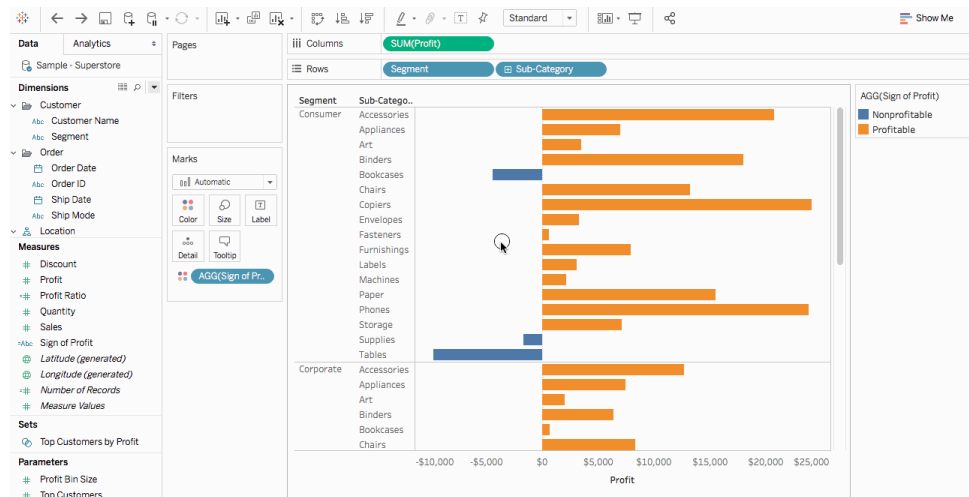 Standard
Show Me
Data
Analytics
Sample - Superstore
Dimensions
Customer
Abc Customer Name
Abc Segment
Order
Order Date
Abc Order ID
Ship Date
Abc Ship Mode
Location
Measures
# Discount
# Profit
=# Profit Ratio
# Quantity
# Sales
=Abc Sign of Profit
Latitude (generated)
Longitude (generated)
=# Number of Records
# Measure Values
Sets
Top Customers by Profit
Parameters
# Profit Bin Size
# Top Customers
Pages
Filters
Marks
Automatic
Color
Size
T
Label
Detail
Tooltip
AGG(Sign of Pr..
iii Columns
SUM(Profit)
Rows
Segment
Sub-Category
Segment
Sub-Catego..
Consumer
Accessories
Appliances
Art
Binders
Bookcases
Chairs
Copiers
Envelopes
Fasteners
Furnishings
Labels
Machines
Paper
Phones
Storage
Supplies
Tables
Corporate
Accessories
Appliances
Art
Binders
Bookcases
Chairs
-$10,000 -$5,000 $0 $5,000 $10,000 $15,000 $20,000 $25,000
Profit
AGG(Sign of Profit)
Nonprofitable
Profitable